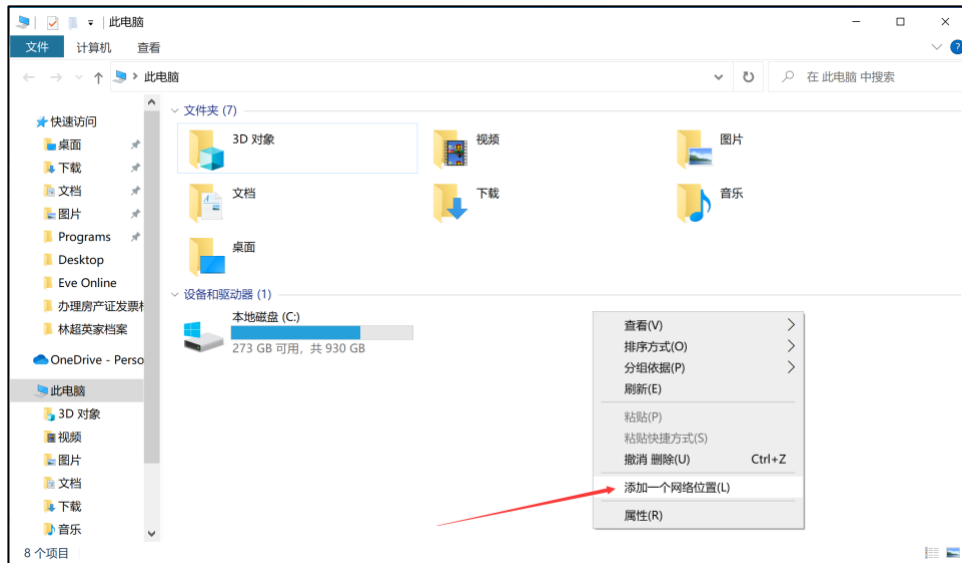 此电脑
文件 计算机 查看
此电脑 在 此电脑 中搜索
快速访问
桌面
下载
文档
图片
Programs
Desktop
Eve Online
办理房产证发票
林超英家档案
OneDrive - Perso
此电脑
3D 对象
视频
图片
文档
下载
音乐
文件夹 (7)
3D 对象 视频 图片
文档 下载 音乐
桌面
设备和驱动器 (1)
本地磁盘 (C:)
273 GB 可用，共 930 GB
查看(V)
排序方式(O)
分组依据(P)
刷新(E)
粘贴(P)
粘贴快捷方式(S)
撤消 删除(U) Ctrl+Z
添加一个网络位置(L)
属性(R)
8 个项目